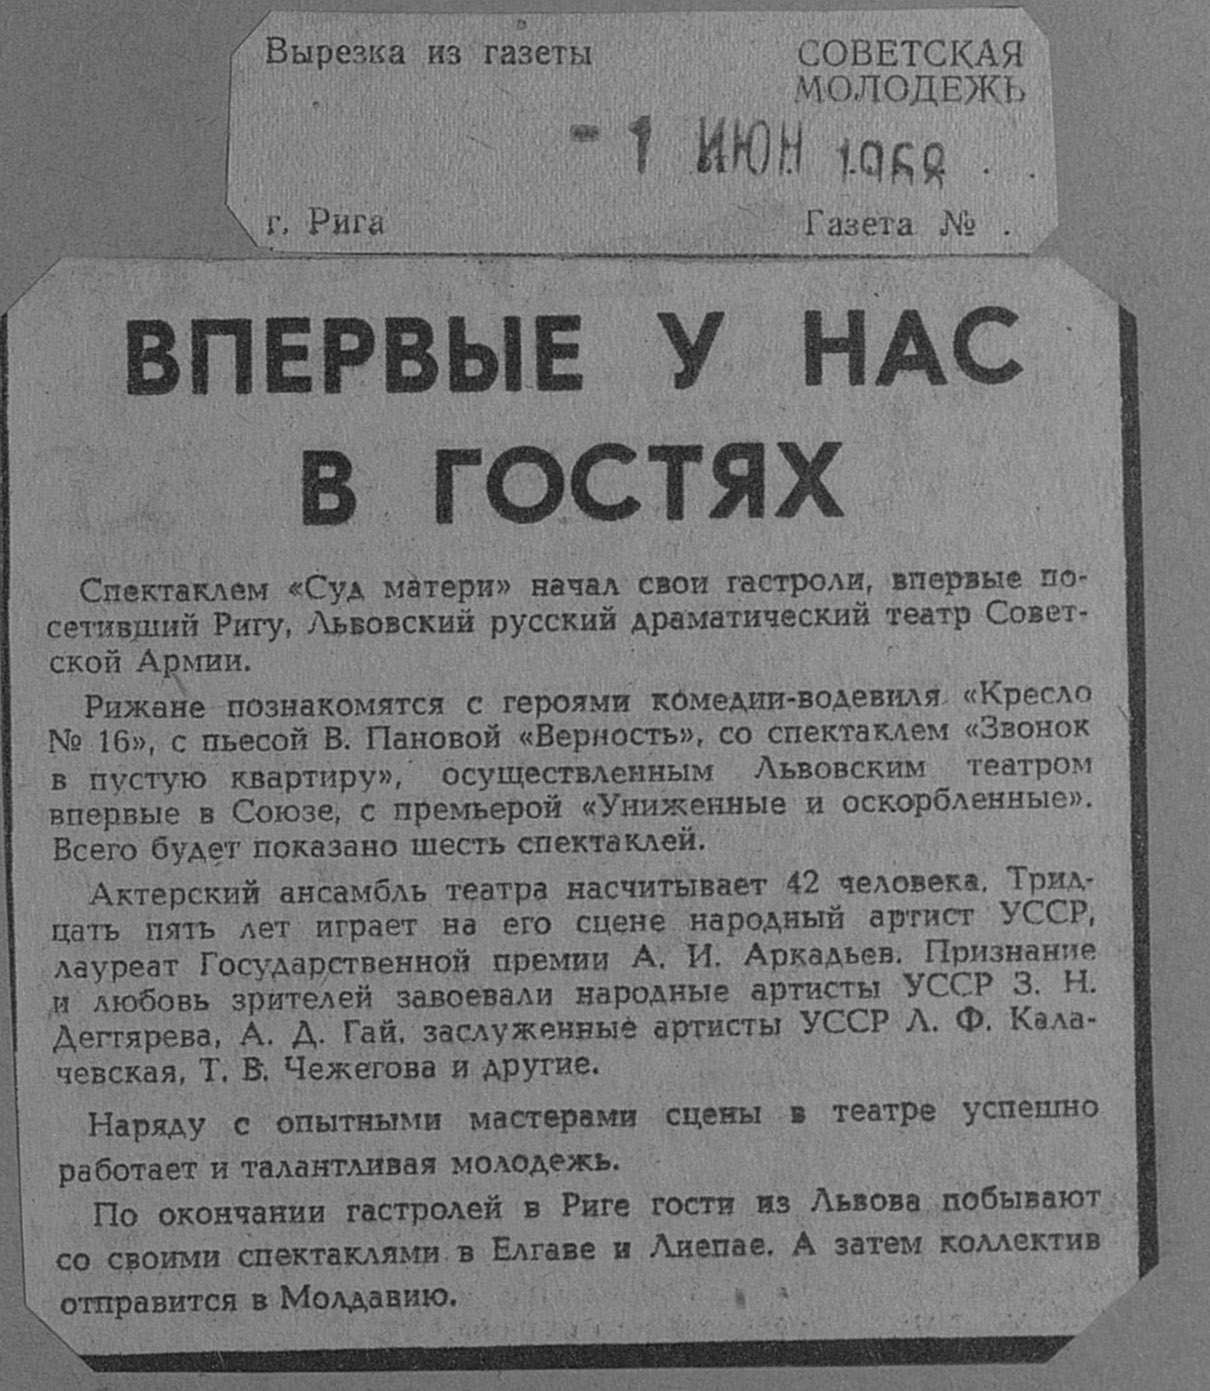 Вырезка из газеты СОВЕТСКАЯ
МОЛОДЕЖЬ
- 1 ИЮН 1968 . .
г. Рига Газета № .
ВПЕРВЫЕ У НАС
В ГОСТЯХ
Спектаклем «Суд матери» начал свои гастроли, впервые по-
сетивший Ригу, Львовский русский драматический театр Совет-
ской Армии.
Рижане познакомятся с героями комедии-водевиля «Кресло
№ 16», с пьесой В. Пановой «Верность», со спектаклем «Звонок
в пустую квартиру», осуществленным Львовским театром
впервые в Союзе, с премьерой «Униженные и оскорбленные».
Всего будет показано шесть спектаклей.
Актерский ансамбль театра насчитывает 42 человека. Трид-
цать пять лет играет на его сцене народный артист УССР,
лауреат Государственной премии А. И. Аркадьев. Признание
и любовь зрителей завоевали народные артисты УССР З. Н.
Дегтярева, А. Д. Гай, заслуженные артисты УССР Л. Ф. Кала-
чевская, Т. В. Чежегова и другие.
Наряду с опытными мастерами сцены в театре успешно
работает и талантливая молодежь.
По окончании гастролей в Риге гости из Львова побывают
со своими спектаклями в Елгаве и Лиепае. А затем коллектив
отправится в Молдавию.